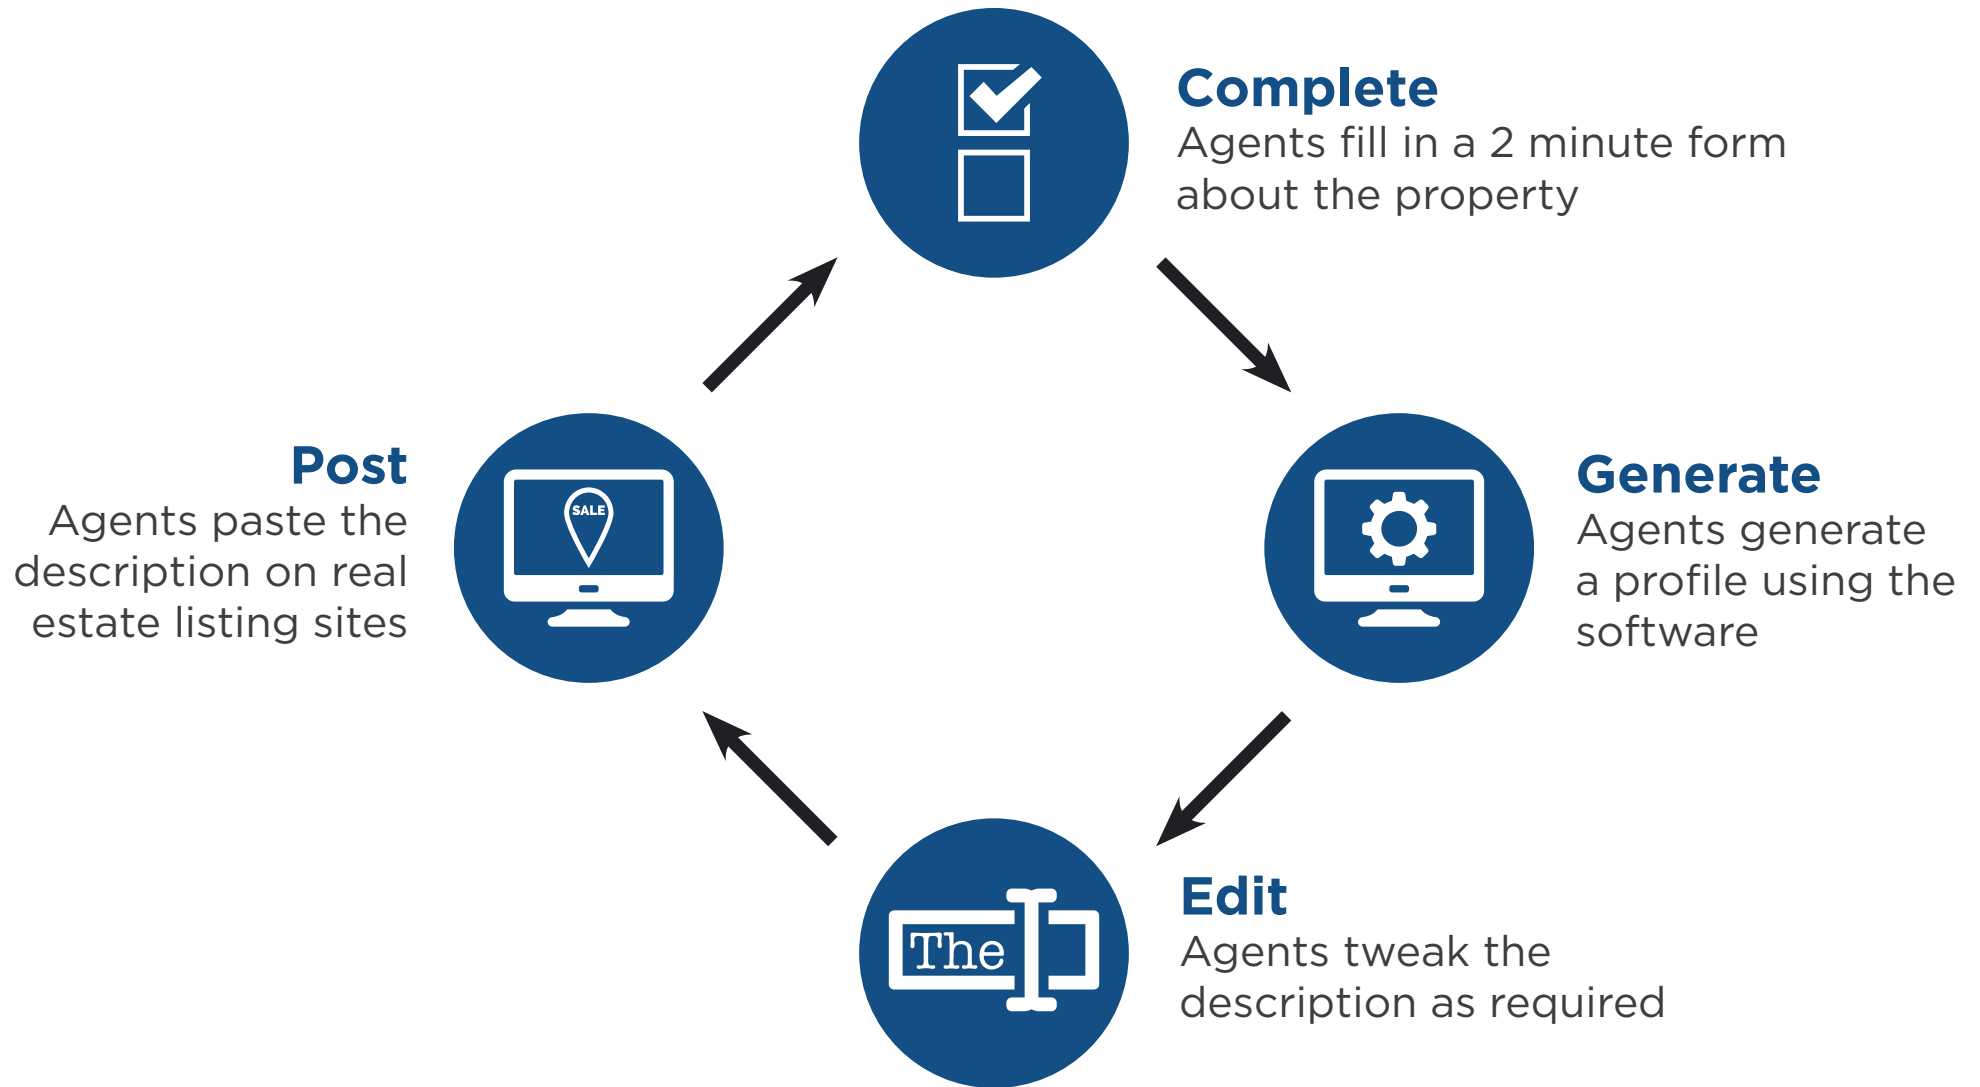 Complete
Agents fill in a 2 minute form
about the property
Generate
Agents generate
a profile using the
software
Edit
Agents tweak the
description as required
The
Post
Agents paste the
description on real
estate listing sites
SALE